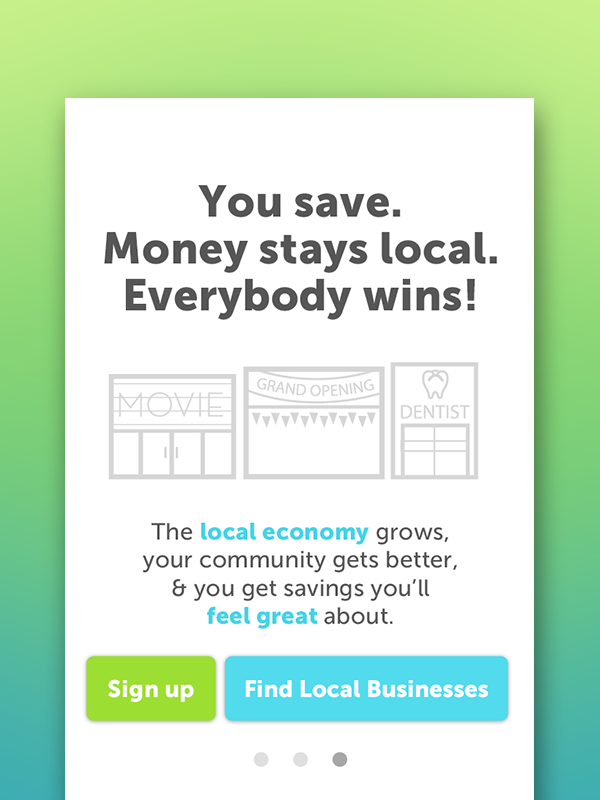 You save.
Money stays local.
Everybody wins!
MOVIE
GRAND OPENING
DENTIST
The local economy grows,
your community gets better,
& you get savings you’ll
feel great about.
Sign up
Find Local Businesses